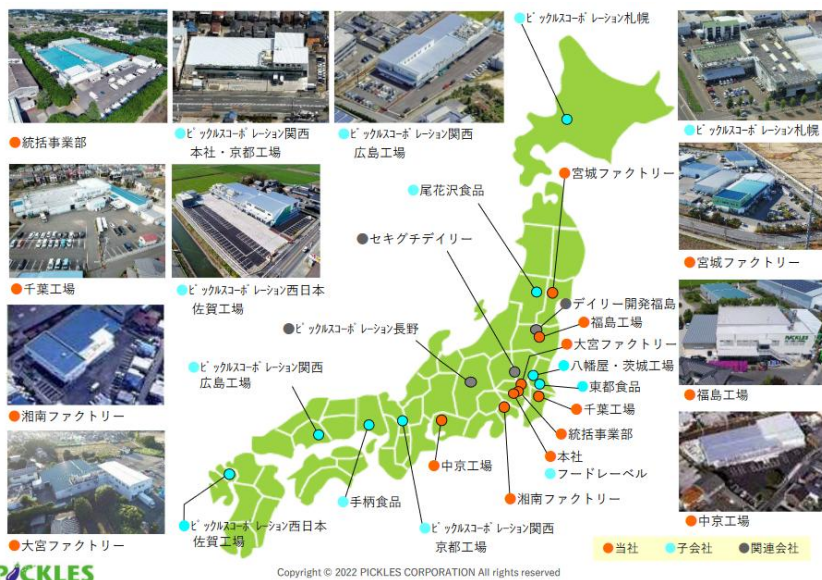 ●ピックルスコーポレーション札幌
●統括事業部
●ピックルスコーポレーション関西
本社・京都工場
●ピックルスコーポレーション関西
広島工場
●ピックルスコーポレーション札幌
●宮城ファクトリー
●尾花沢食品
●セキグチデイリー
●宮城ファクトリー
●千葉工場
●ピックルスコーポレーション西日本
佐賀工場
●デイリー開発福島
●福島工場
●ピックルスコーポレーション長野
●大宮ファクトリー
●ピックルスコーポレーション関西
広島工場
●八幡屋・茨城工場
●東都食品
PICKLES
●福島工場
●湘南ファクトリー
●千葉工場
●統括事業部
●本社
●フードレーベル
●中京工場
●湘南ファクトリー
●手柄食品
●ピックルスコーポレーション関西
京都工場
●ピックルスコーポレーション西日本
佐賀工場
●中京工場
●大宮ファクトリー
●当社 ●子会社 ●関連会社
PICKLES
Copyright © 2022 PICKLES CORPORATION All rights reserved